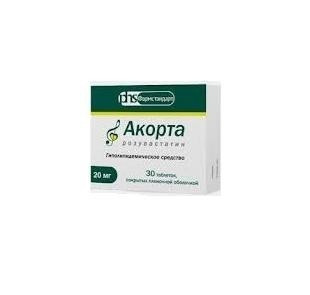 phs Фармстандарт
Акорта
розувастатин
Гиполипидемическое средство
20 мг
30 таблеток,
покрытых пленочной оболочкой